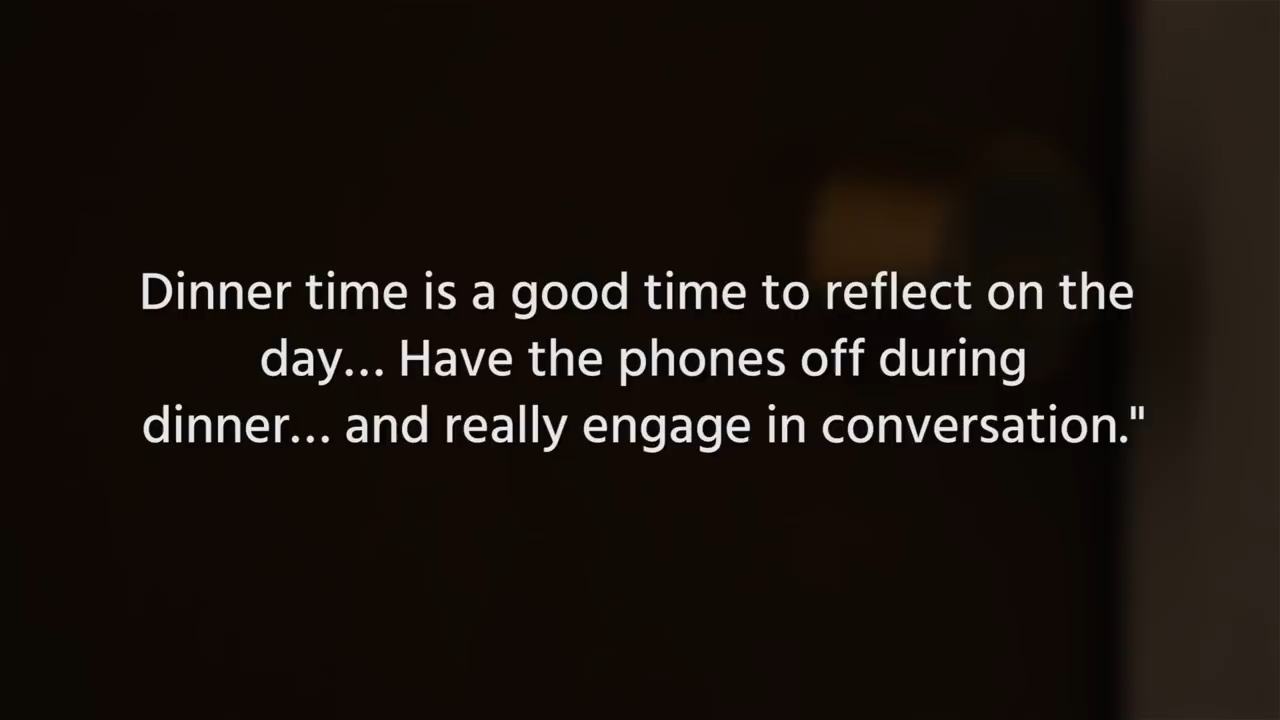 Dinner time is a good time to reflect on the
day... Have the phones off during
dinner... and really engage in conversation."